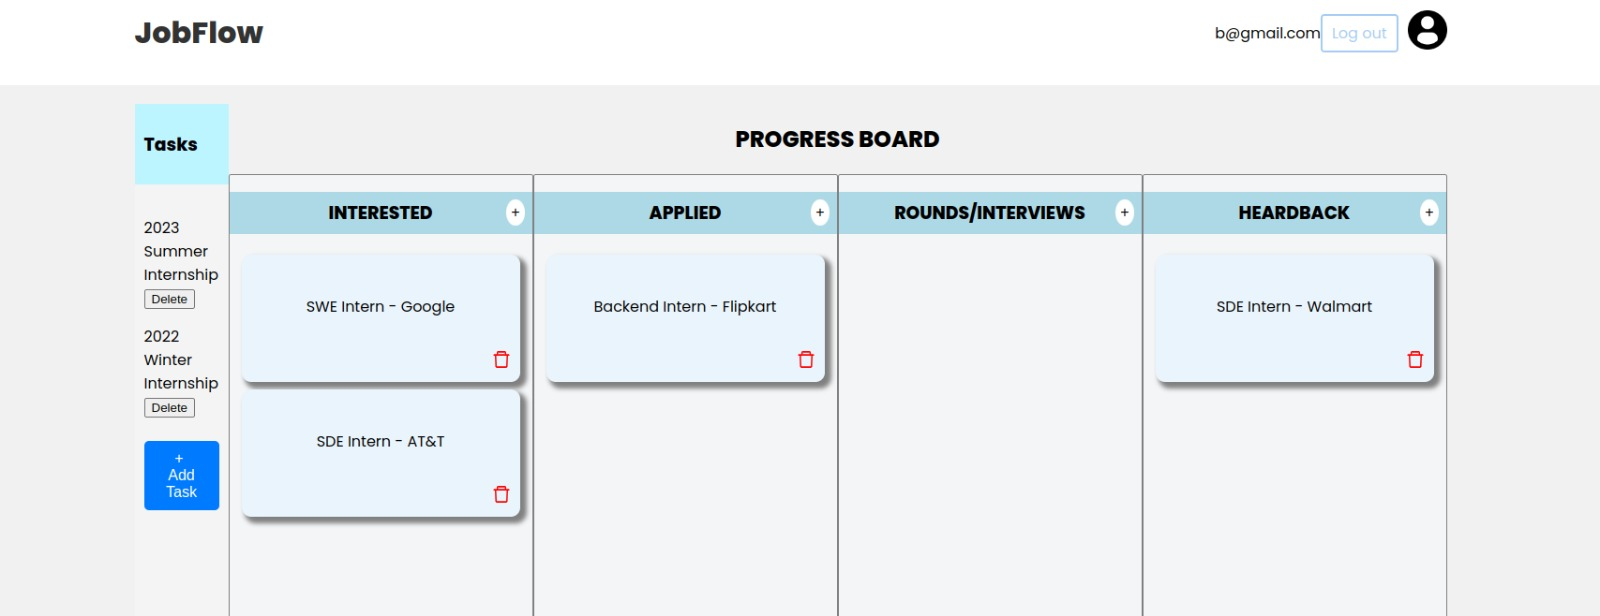 JobFlow
b@gmail.com Log out
Tasks
PROGRESS BOARD
INTERESTED +
APPLIED +
ROUNDS/INTERVIEWS +
HEARDBACK +
2023
Summer
Internship
Delete
2022
Winter
Internship
Delete
+
Add
Task
SWE Intern - Google
SDE Intern - AT&T
Backend Intern - Flipkart
SDE Intern - Walmart